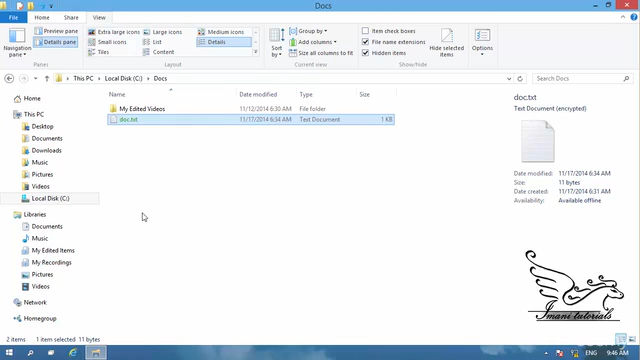 Docs
File
Home
Share
View
Navigation pane
Preview pane
Details pane
Panes
Extra large icons
Large icons
Medium icons
Small icons
List
Details
Tiles
Content
Layout
Sort by
Group by
Add columns
Size all columns to fit
Current view
Item check boxes
File name extensions
Hidden items
Hide selected items
Show/hide
Options
This PC
Local Disk (C:)
Docs
Search Docs
Name
Date modified
Type
Size
My Edited Videos
11/12/2014 6:30 AM
File folder
doc.txt
11/17/2014 6:34 AM
Text Document
1 KB
Home
This PC
Desktop
Documents
Downloads
Music
Pictures
Videos
Local Disk (C:)
Libraries
Documents
Music
My Edited Items
My Recordings
Pictures
Videos
Network
Homegroup
doc.txt
Text Document (encrypted)
Date modified: 11/17/2014 6:34 AM
Size: 11 bytes
Date created: 11/17/2014 6:31 AM
Availability: Available offline
Imani tutorials
2 items
1 item selected 11 bytes
ENG
9:46 AM